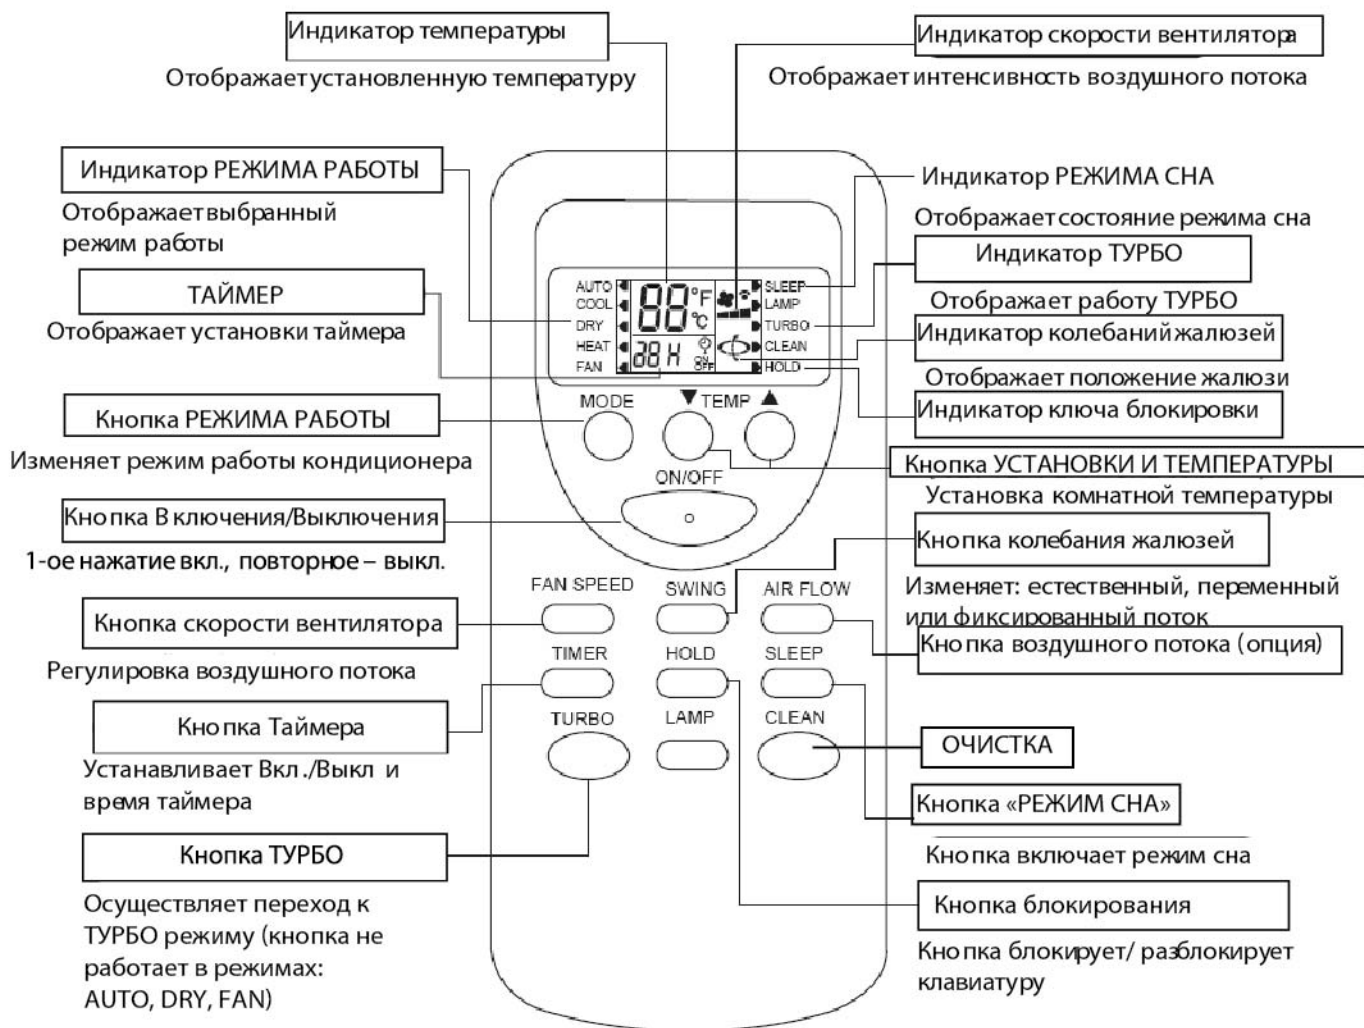 Индикатор температуры
Отображает установленную температуру
Индикатор скорости вентилятора
Отображает интенсивность воздушного потока
Индикатор РЕЖИМА РАБОТЫ
Отображает выбранный
режим работы
ТАЙМЕР
Отображает установки таймера
Кнопка РЕЖИМА РАБОТЫ
Изменяет режим работы кондиционера
Кнопка Включения/Выключения
1-ое нажатие вкл., повторное – выкл.
Кнопка скорости вентилятора
Регулировка воздушного потока
Кнопка Таймера
Устанавливает Вкл./Выкл и
время таймера
Кнопка ТУРБО
Осуществляет переход к
ТУРБО режиму (кнопка не
работает в режимах:
AUTO, DRY, FAN)
AUTO
COOL
DRY
HEAT
FAN
88°F
°C
88H
ON
OFF
SLEEP
LAMP
TURBO
CLEAN
HOLD
MODE
▼ TEMP ▲
ON/OFF
FAN SPEED
SWING
AIR FLOW
TIMER
HOLD
SLEEP
TURBO
LAMP
CLEAN
Индикатор РЕЖИМА СНА
Отображает состояние режима сна
Индикатор ТУРБО
Отображает работу ТУРБО
Индикатор колебаний жалюзей
Отображает положение жалюзи
Индикатор ключа блокировки
Кнопка УСТАНОВКИ И ТЕМПЕРАТУРЫ
Установка комнатной температуры
Кнопка колебания жалюзей
Изменяет: естественный, переменный
или фиксированный поток
Кнопка воздушного потока (опция)
ОЧИСТКА
Кнопка «РЕЖИМ СНА»
Кнопка включает режим сна
Кнопка блокирования
Кнопка блокирует/ разблокирует
клавиатуру